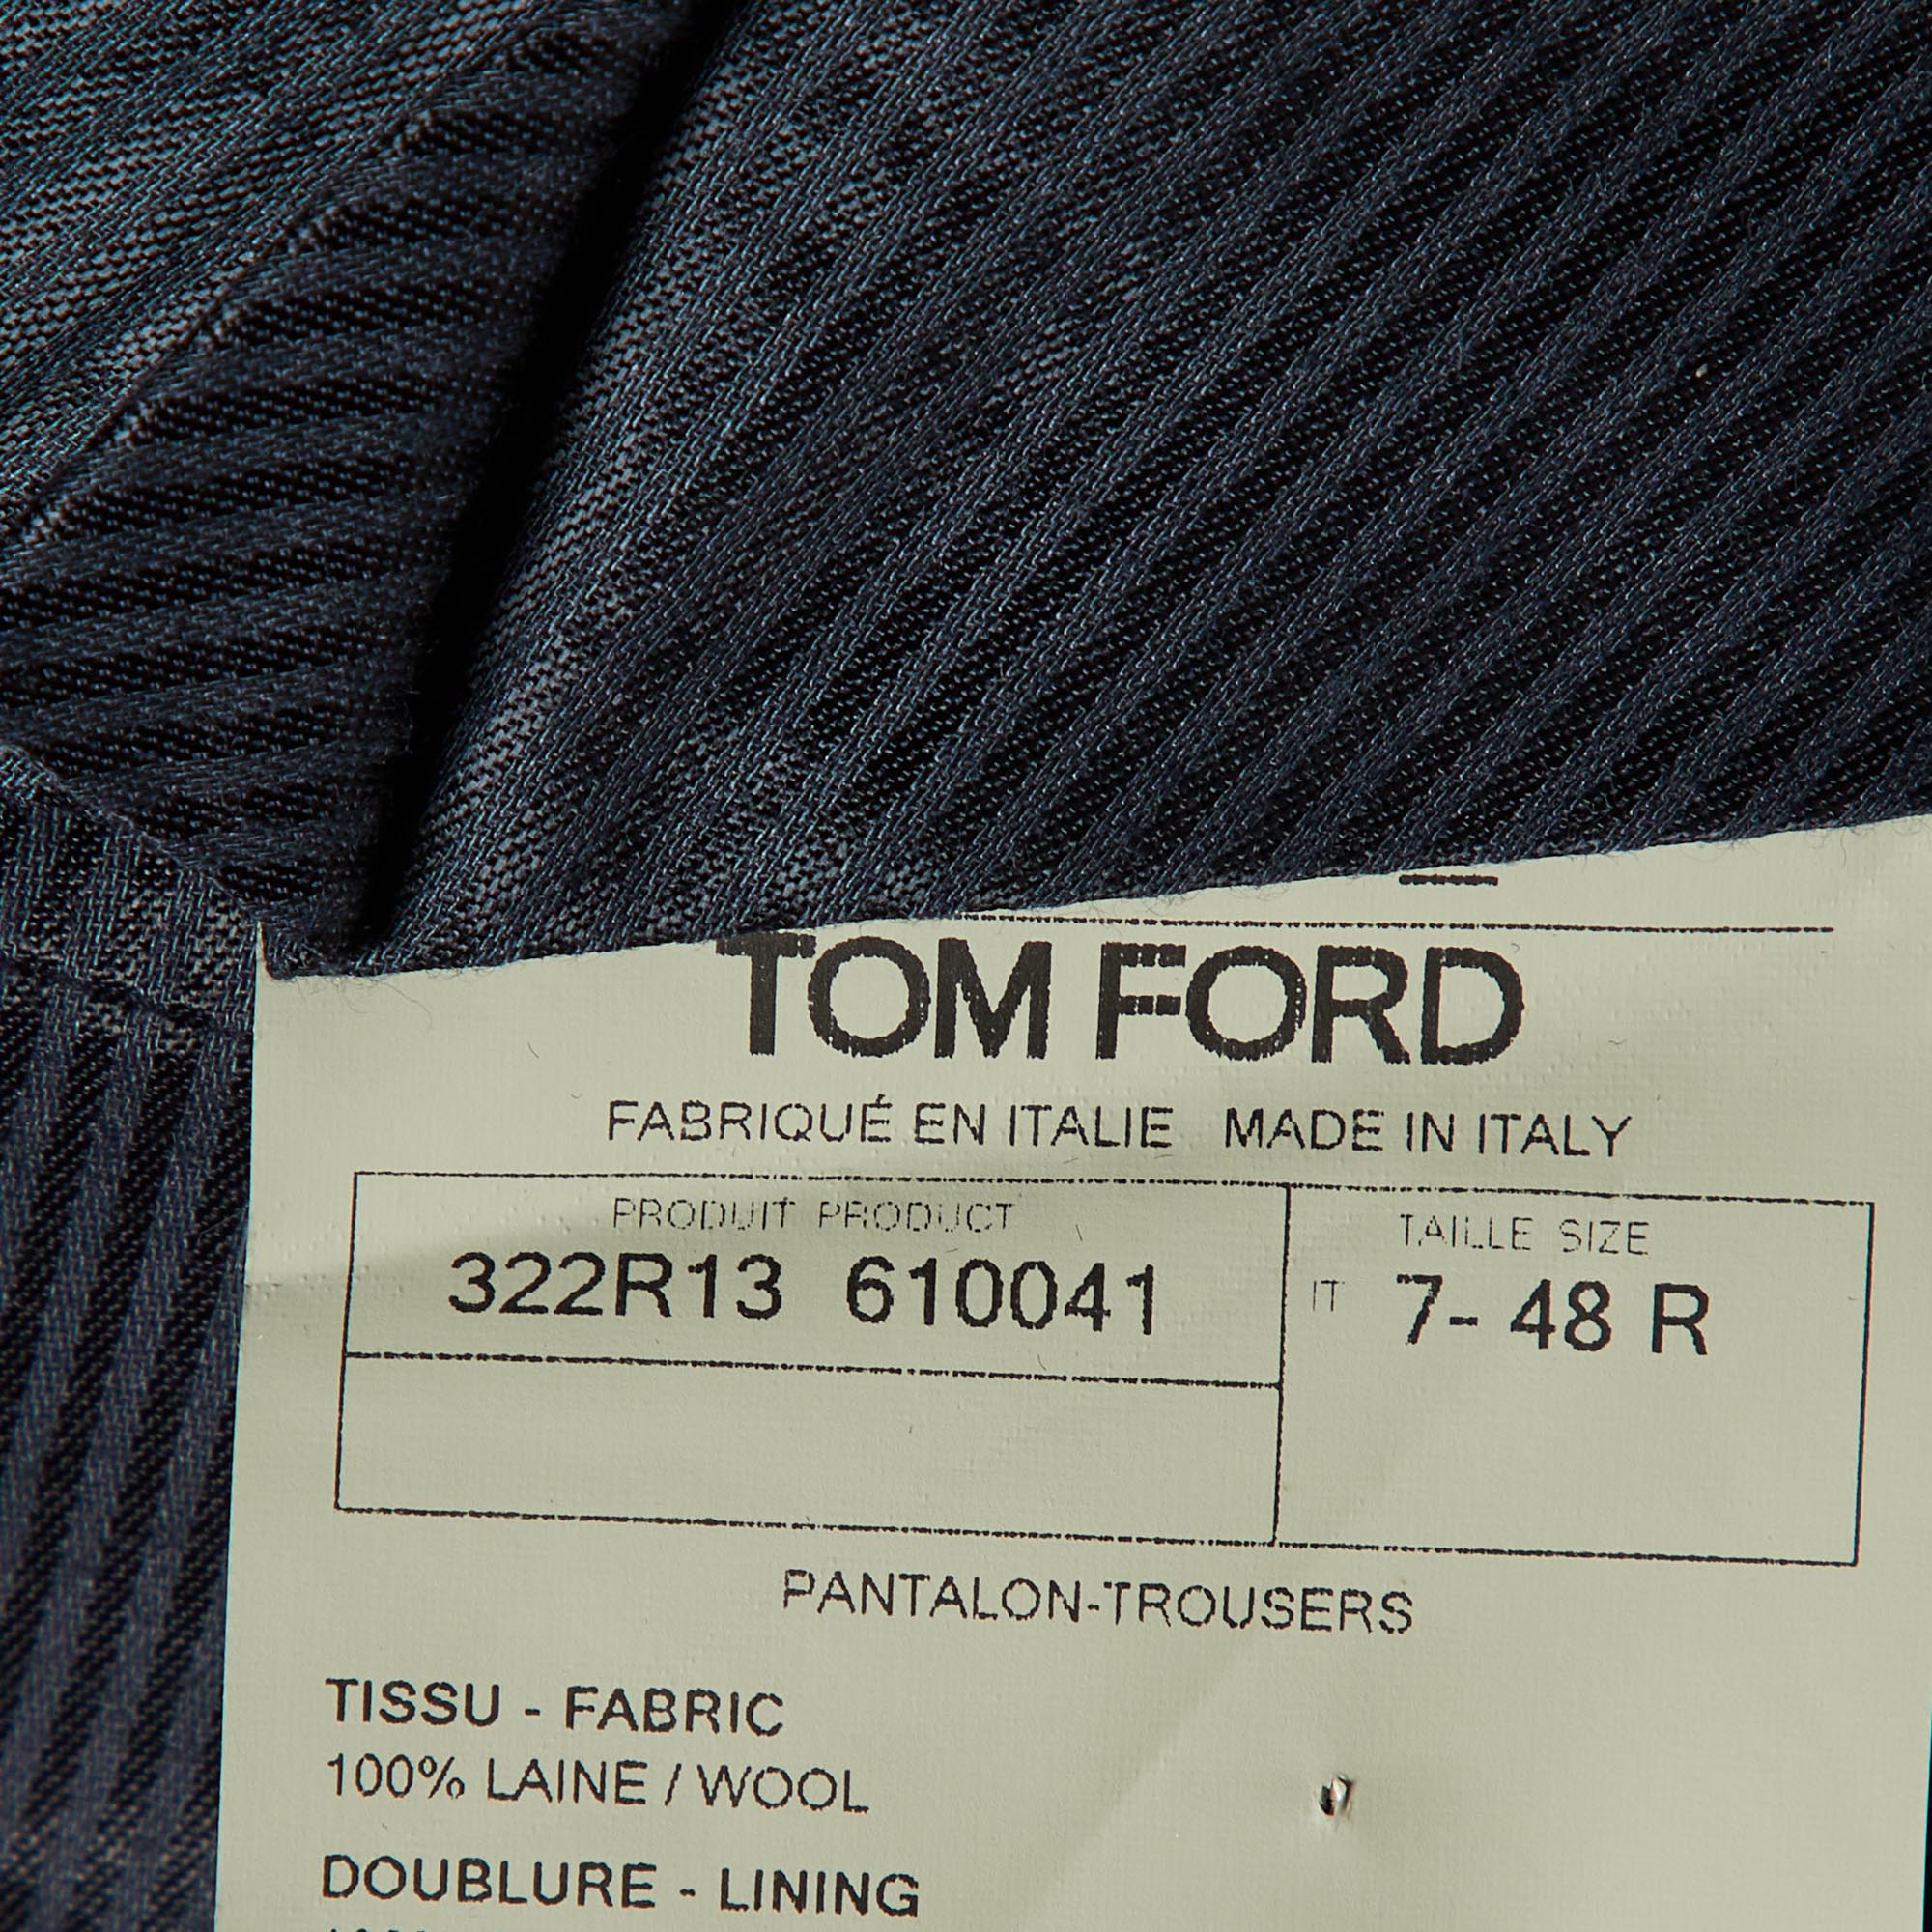 TOM FORD
FABRIQUÉ EN ITALIE MADE IN ITALY
PRODUIT PRODUCT
322R13 610041
TAILLE SIZE
IT 7- 48 R
PANTALON-TROUSERS
TISSU - FABRIC
100% LAINE / WOOL
DOUBLURE - LINING